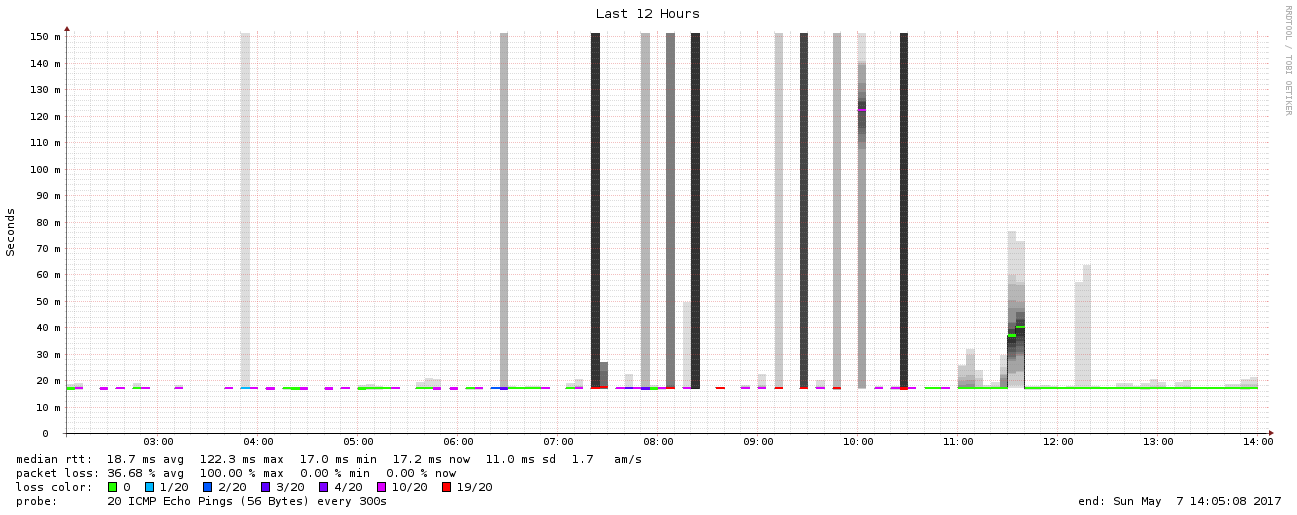 Last 12 Hours
RRDTOOL / TOBI OETIKER
Seconds
150 m
140 m
130 m
120 m
110 m
100 m
90 m
80 m
70 m
60 m
50 m
40 m
30 m
20 m
10 m
0
03:00 04:00 05:00 06:00 07:00 08:00 09:00 10:00 11:00 12:00 13:00 14:00
median rtt: 18.7 ms avg 122.3 ms max 17.0 ms min 17.2 ms now 11.0 ms sd 1.7 am/s
packet loss: 36.68 % avg 100.00 % max 0.00 % min 0.00 % now
loss color: 0 1/20 2/20 3/20 4/20 10/20 19/20
probe: 20 ICMP Echo Pings (56 Bytes) every 300s end: Sun May 7 14:05:08 2017